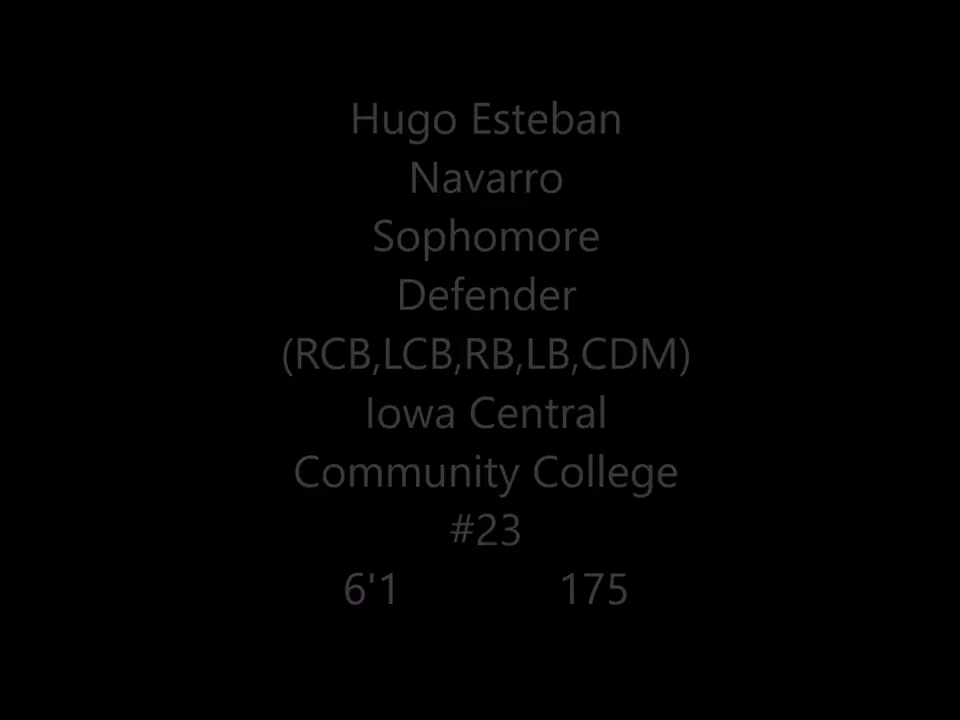 Hugo Esteban
Navarro
Sophomore
Defender
(RCB,LCB,RB,LB,CDM)
Iowa Central
Community College
#23
6'1 175